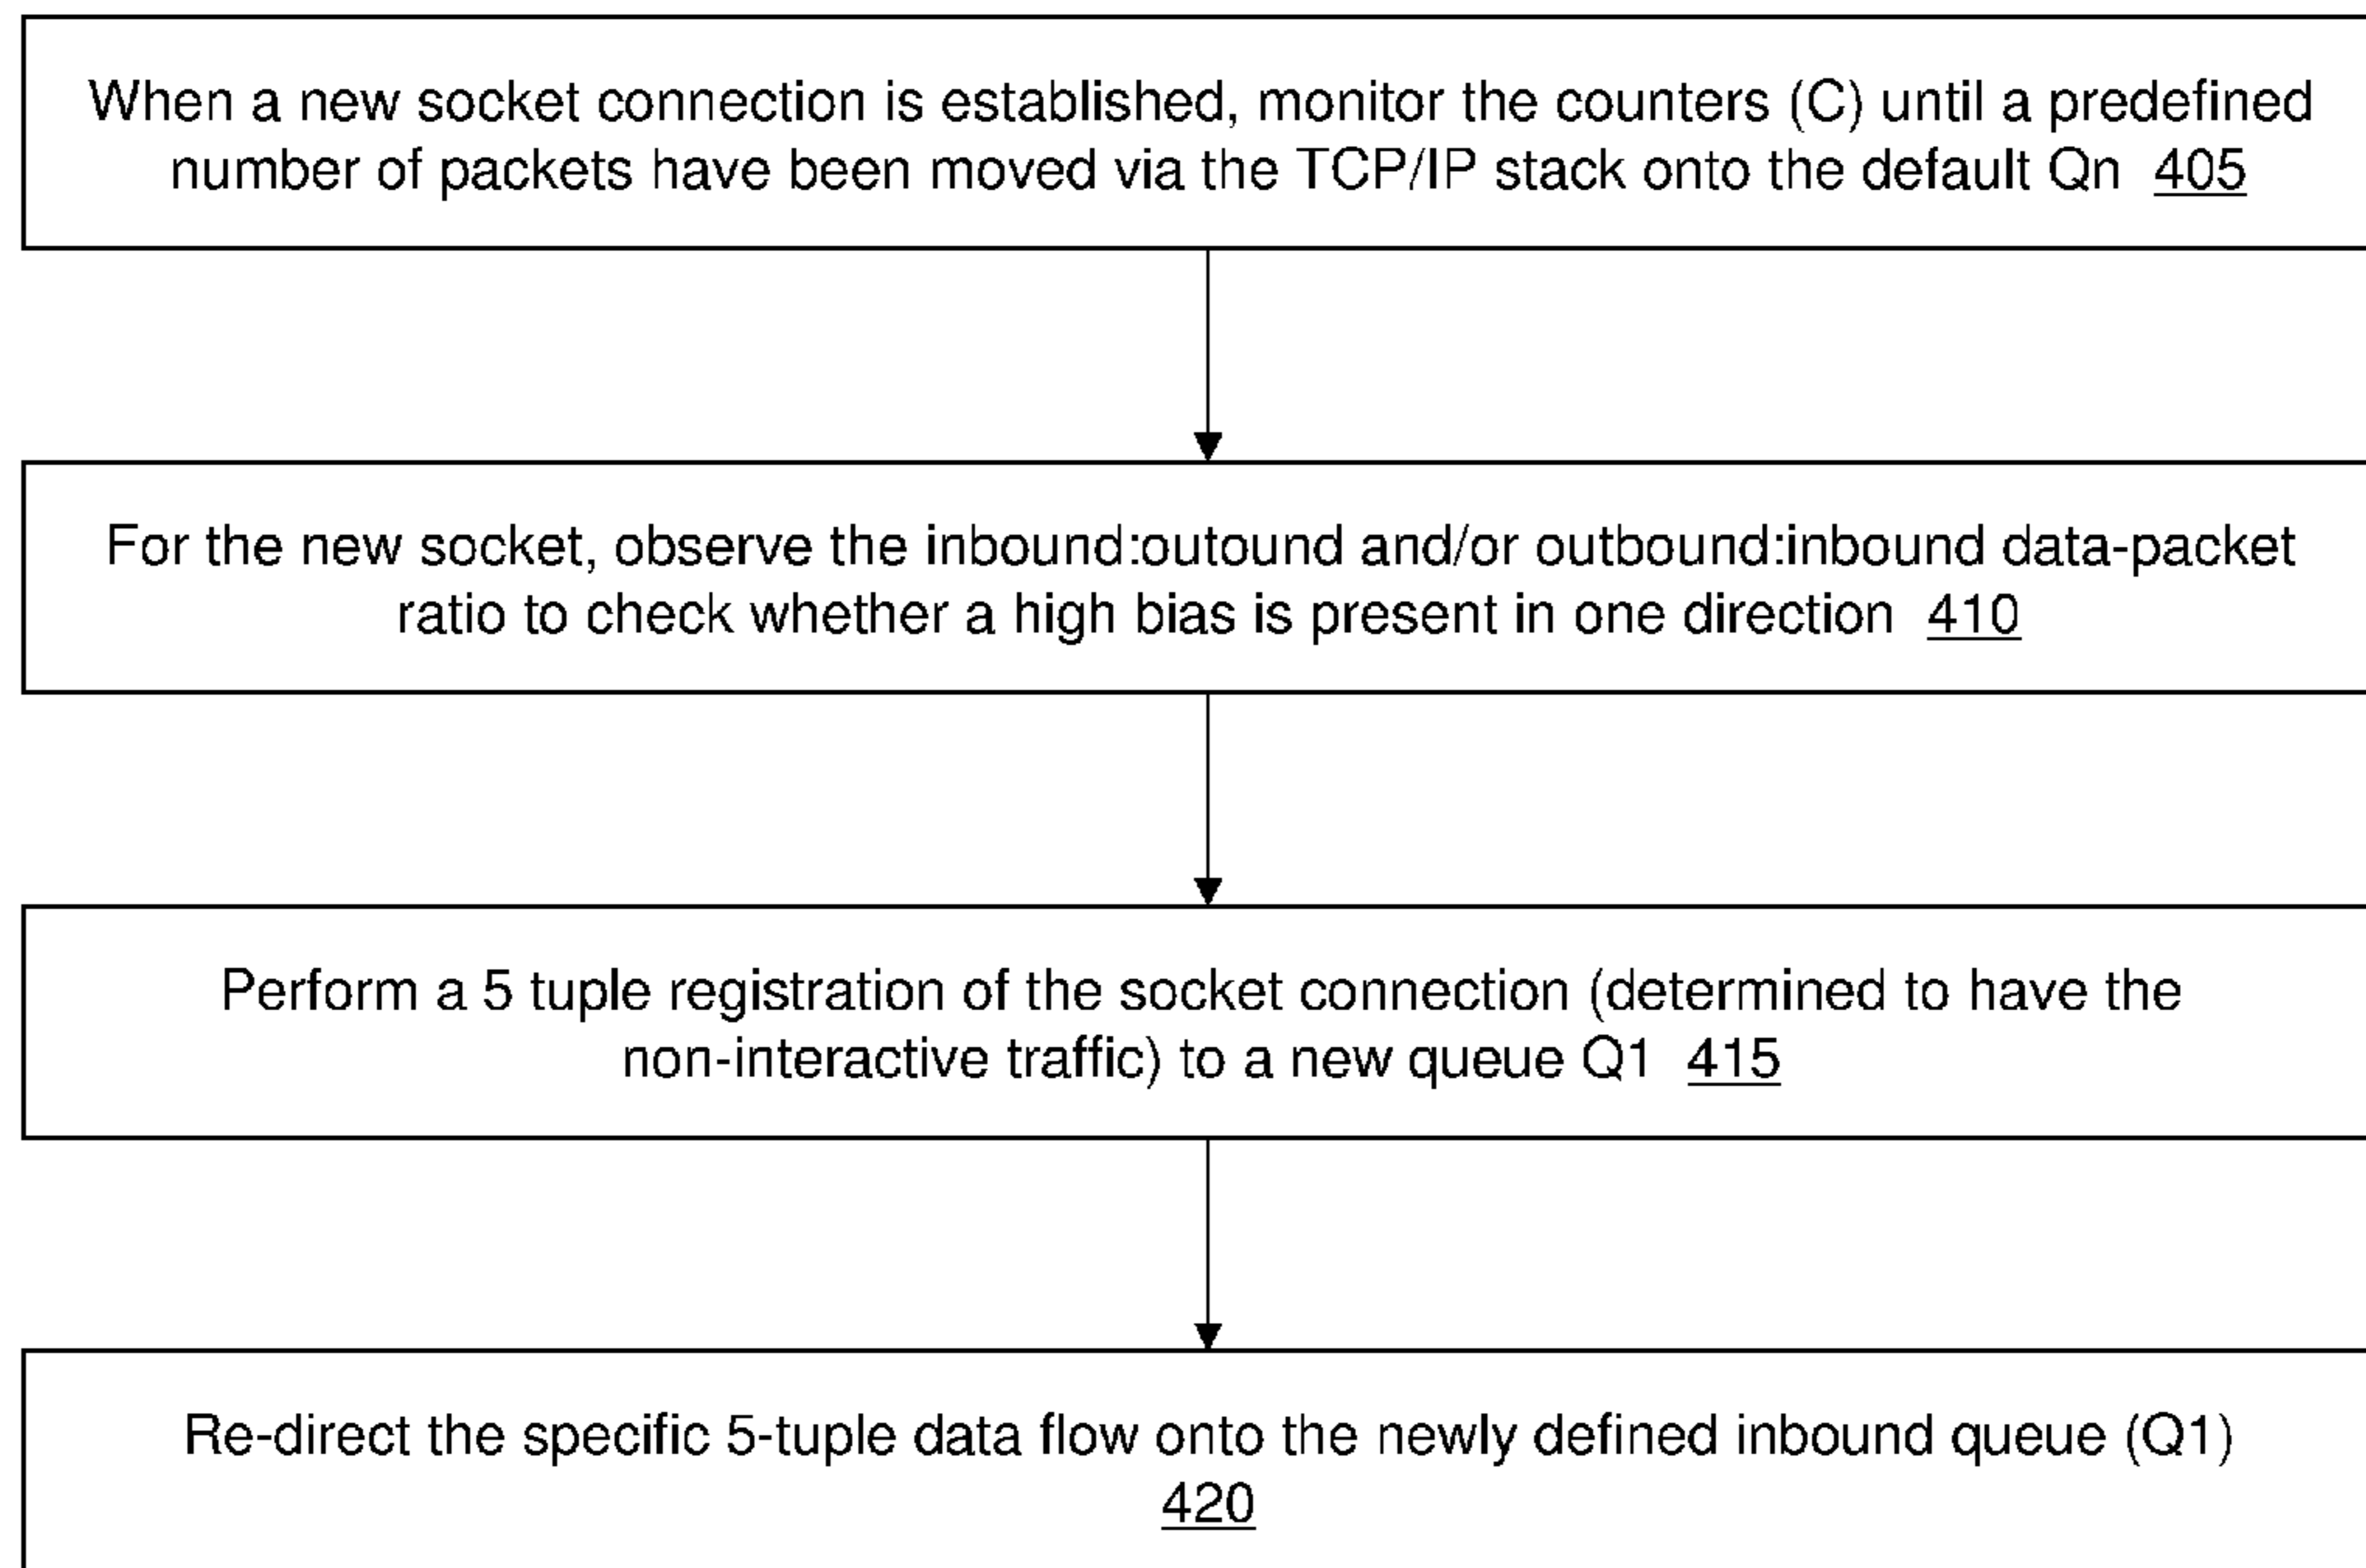 When a new socket connection is established, monitor the counters (C) until a predefined
number of packets have been moved via the TCP/IP stack onto the default Qn 405
For the new socket, observe the inbound:outound and/or outbound:inbound data-packet
ratio to check whether a high bias is present in one direction 410
Perform a 5 tuple registration of the socket connection (determined to have the
non-interactive traffic) to a new queue Q1 415
Re-direct the specific 5-tuple data flow onto the newly defined inbound queue (Q1)
420